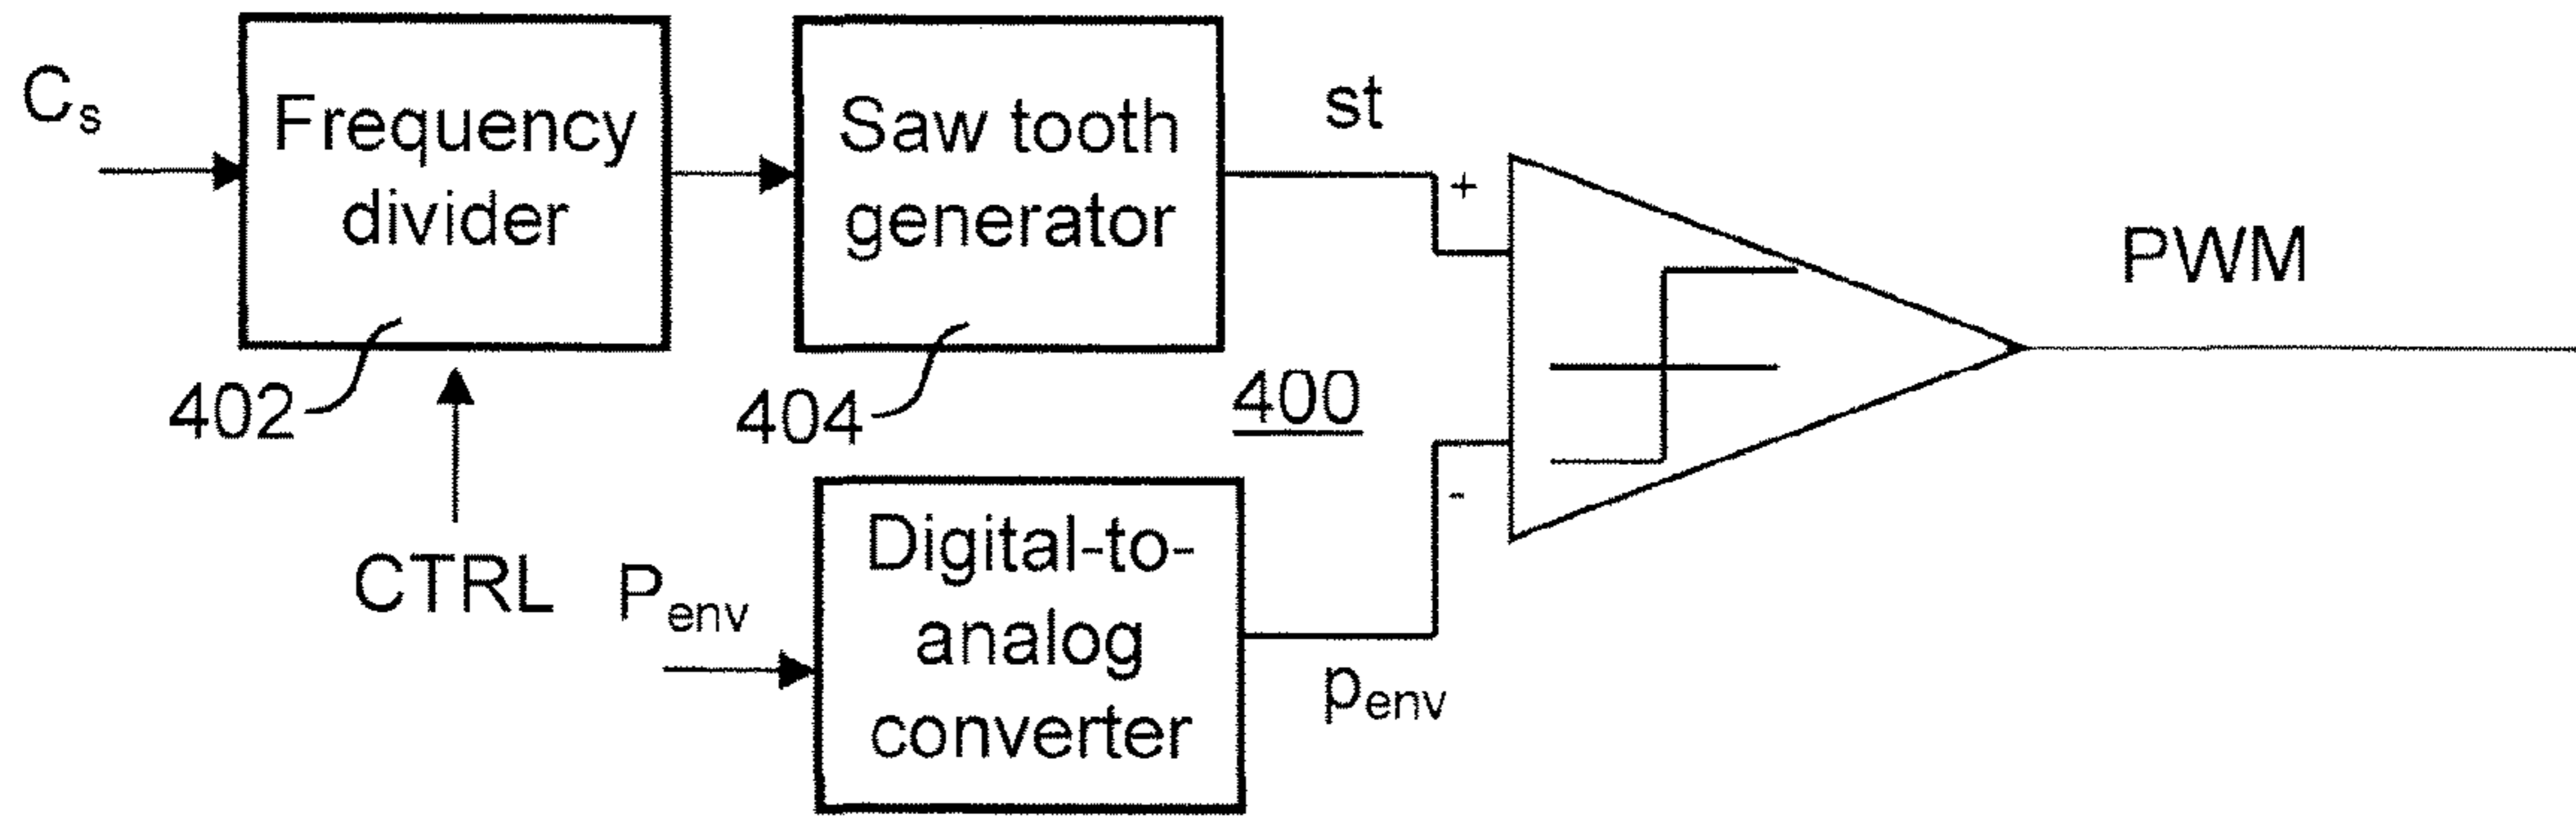 Cs
Frequency
divider
402
CTRL
Saw tooth
generator
404
st
+
400
Penv
Digital-to-
analog
converter
penv
-
PWM